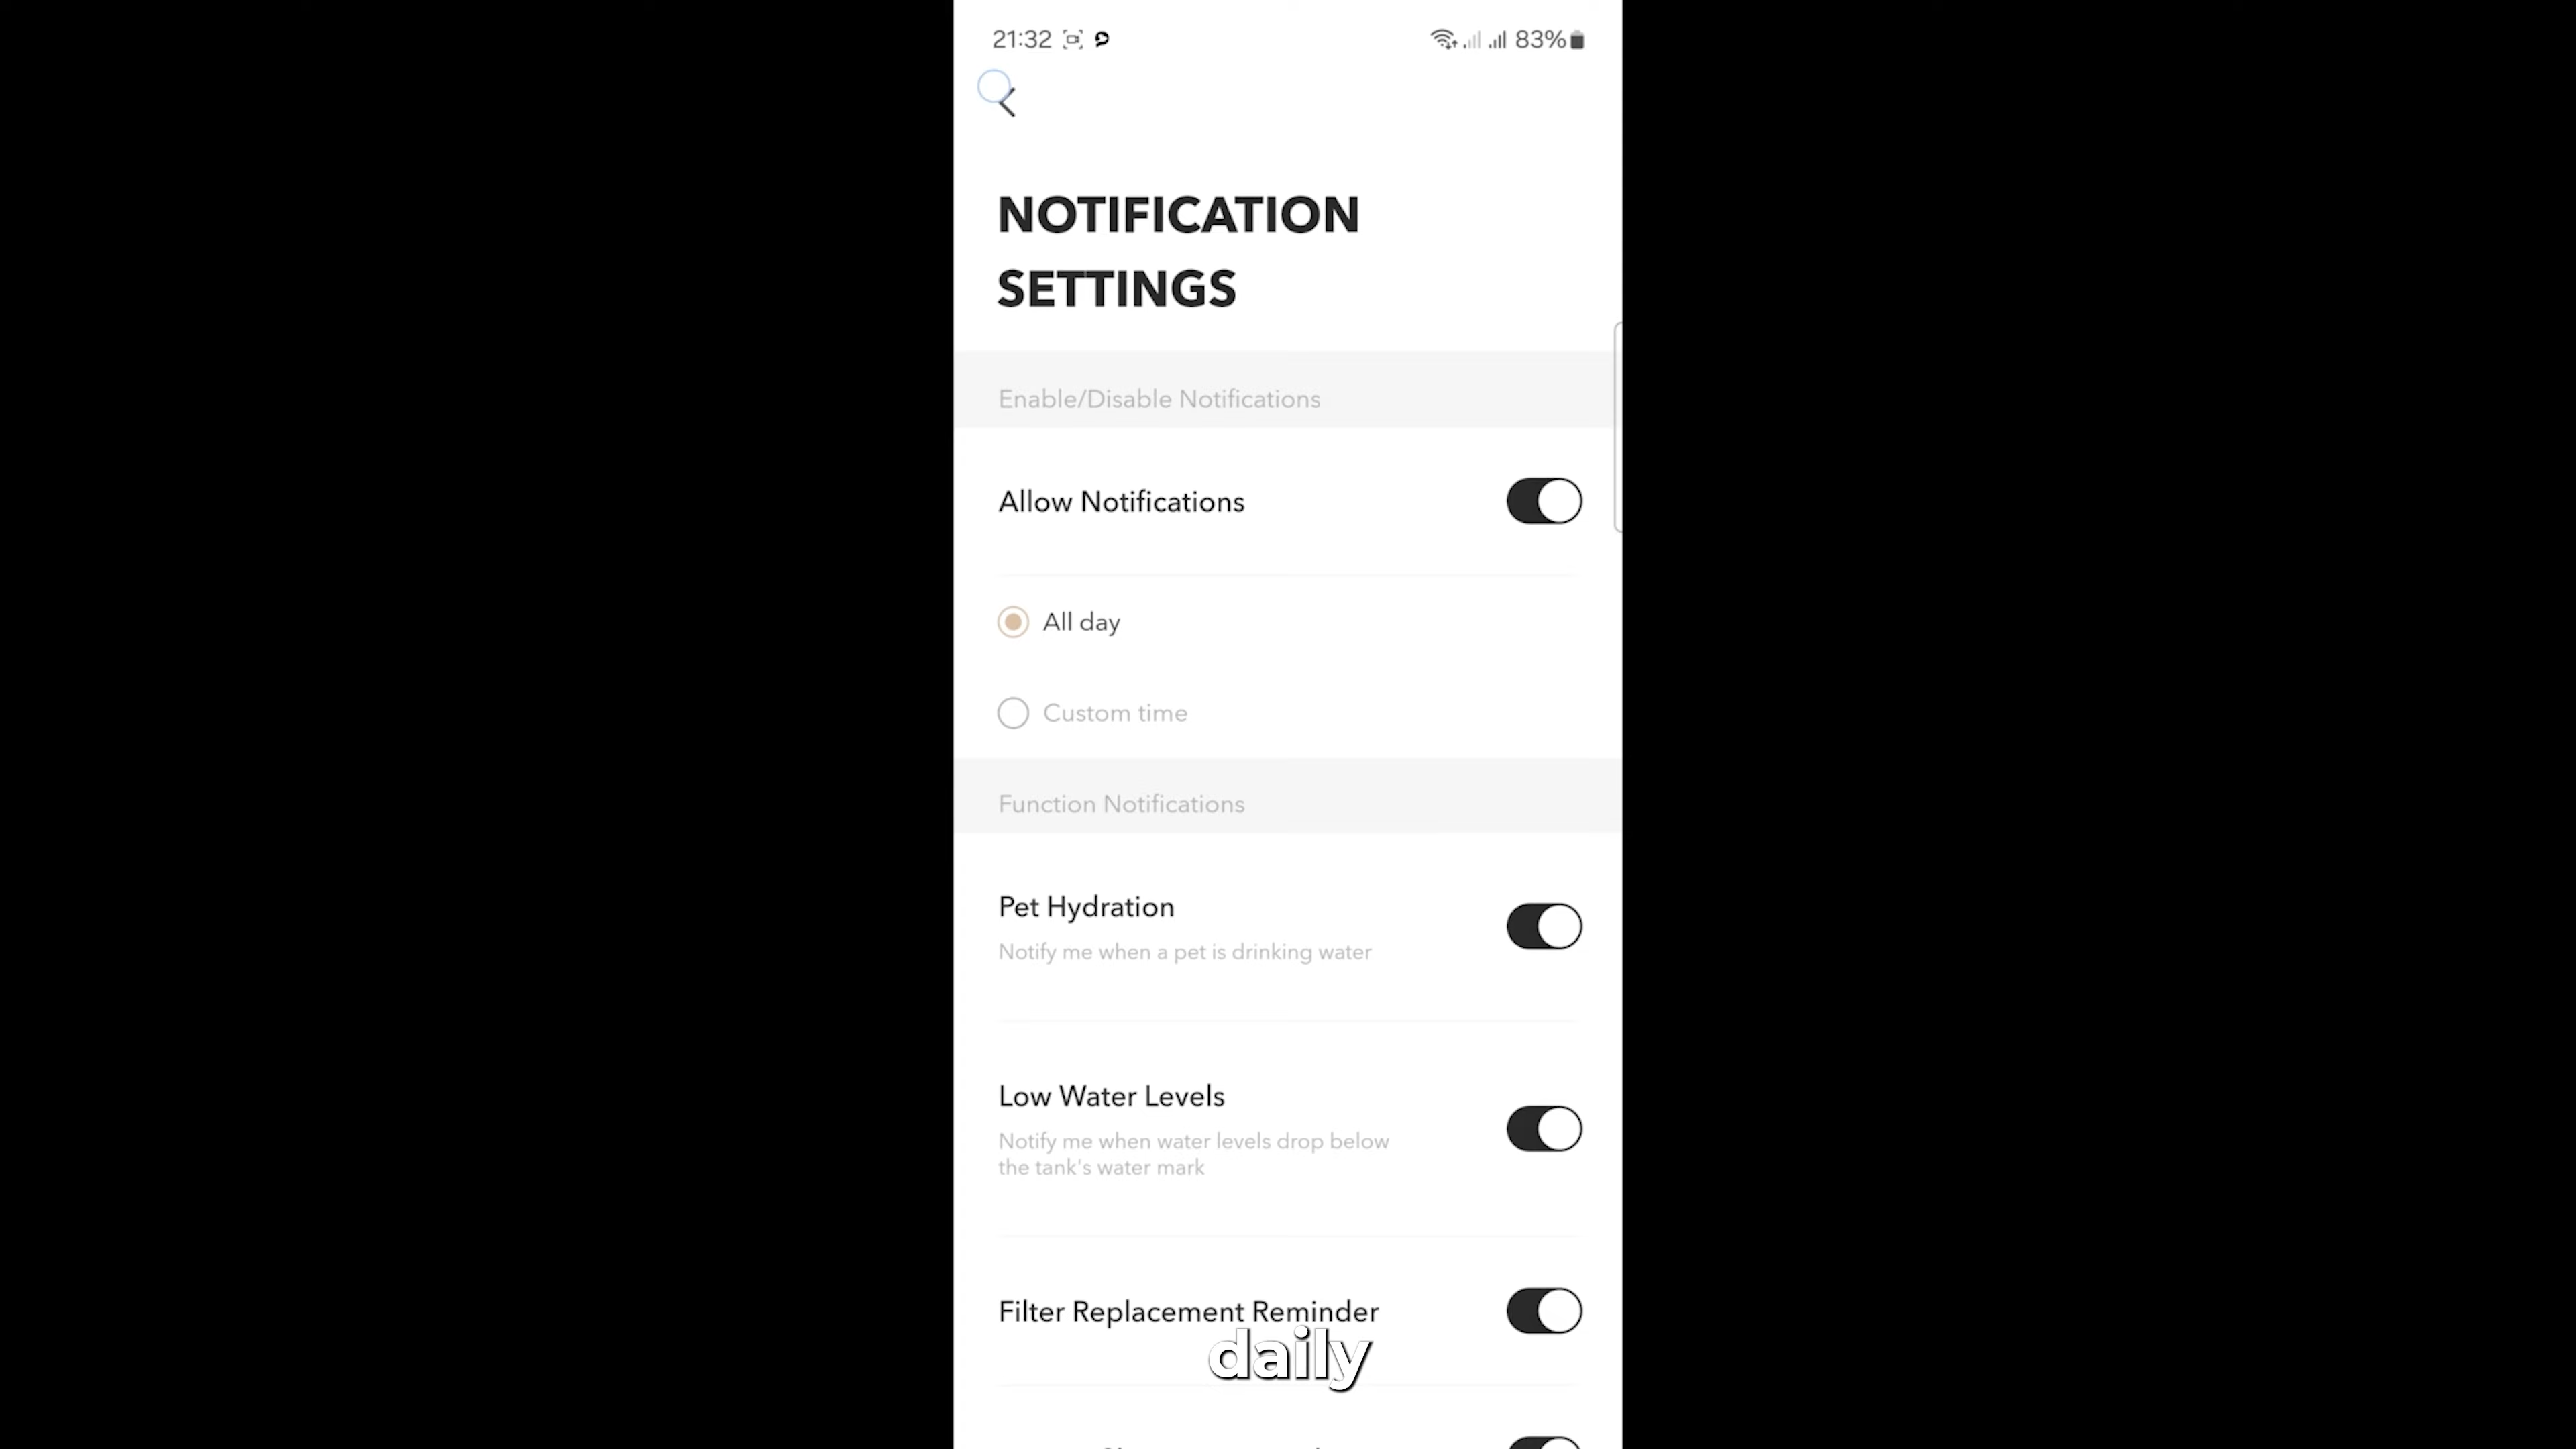 21:32
83%
NOTIFICATION
SETTINGS
Enable/Disable Notifications
Allow Notifications
All day
Custom time
Function Notifications
Pet Hydration
Notify me when a pet is drinking water
Low Water Levels
Notify me when water levels drop below
the tank's water mark
Filter Replacement Reminder
daily